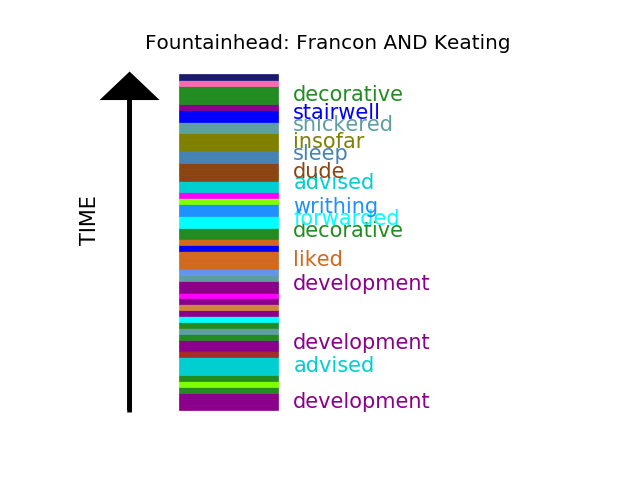 Fountainhead: Francon AND Keating
TIME
decorative
stairwell
snickered
insofar
sleep
dude
advised
writhing
forwarded
decorative
liked
development
development
advised
development